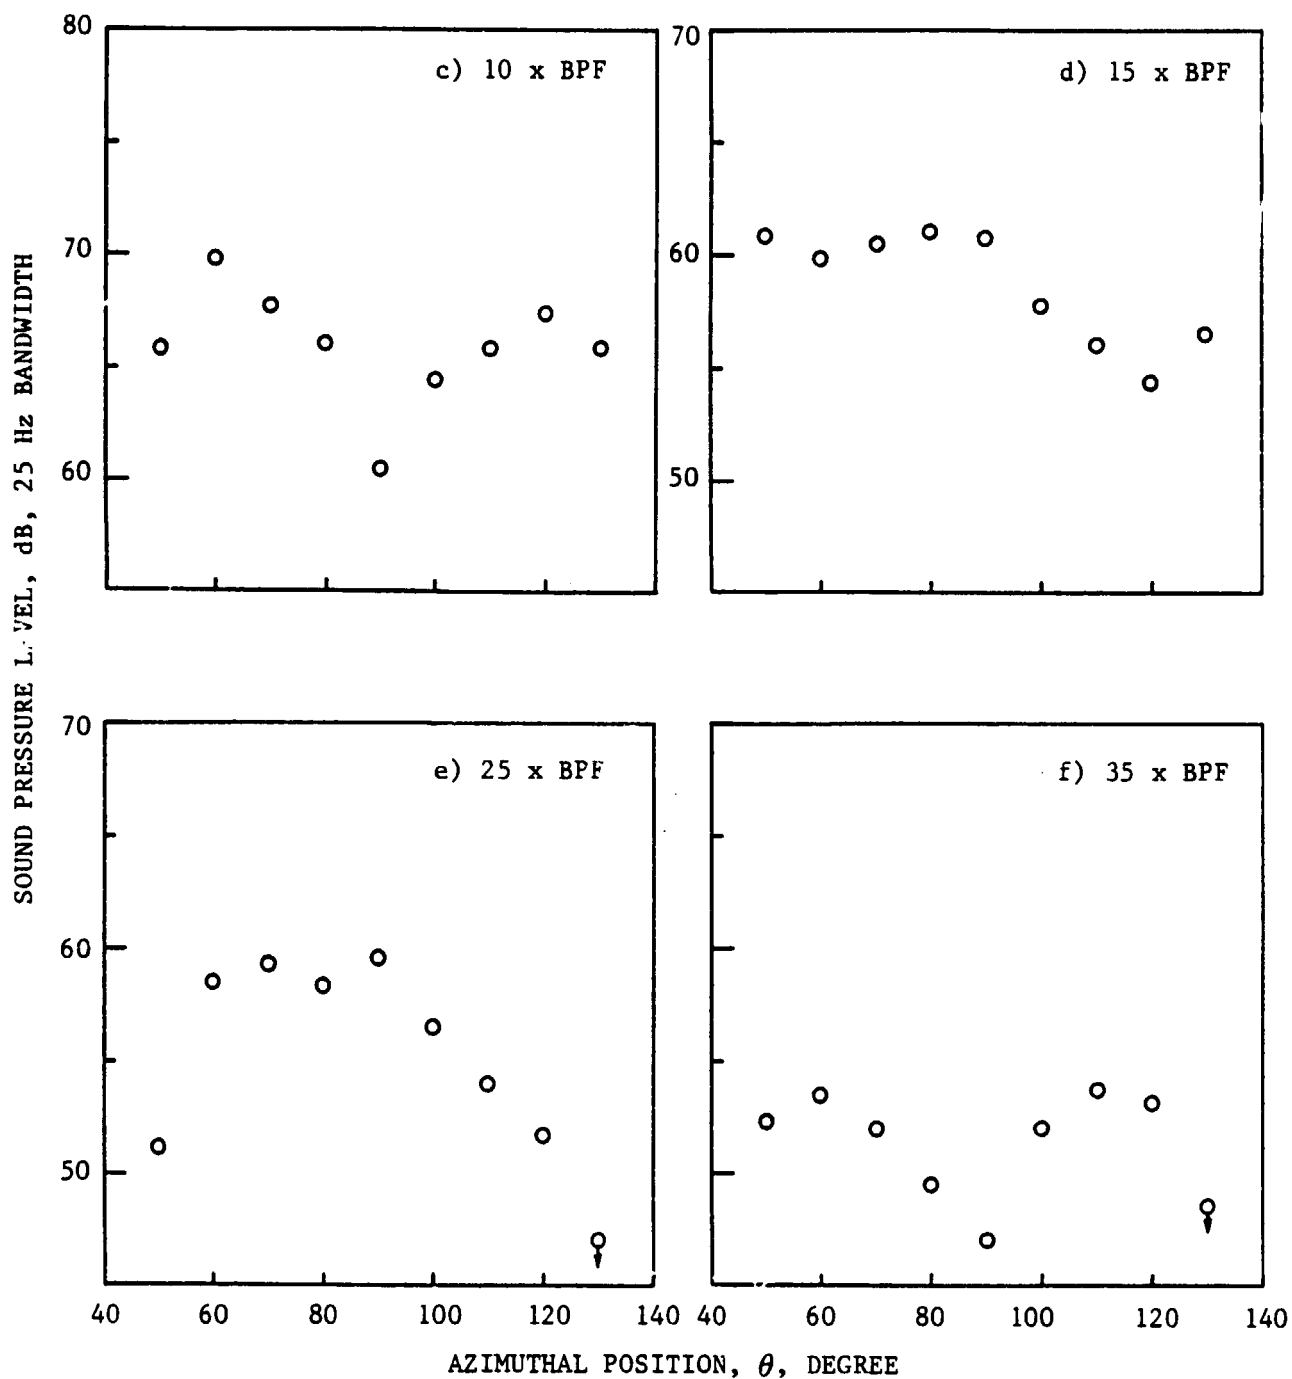 80
70
60
c) 10 x BPF
70
60
50
d) 15 x BPF
SOUND PRESSURE L VEL, dB, 25 Hz BANDWIDTH
70
60
50
e) 25 x BPF
f) 35 x BPF
40 60 80 100 120 140
40 60 80 100 120 140
AZIMUTHAL POSITION, θ, DEGREE